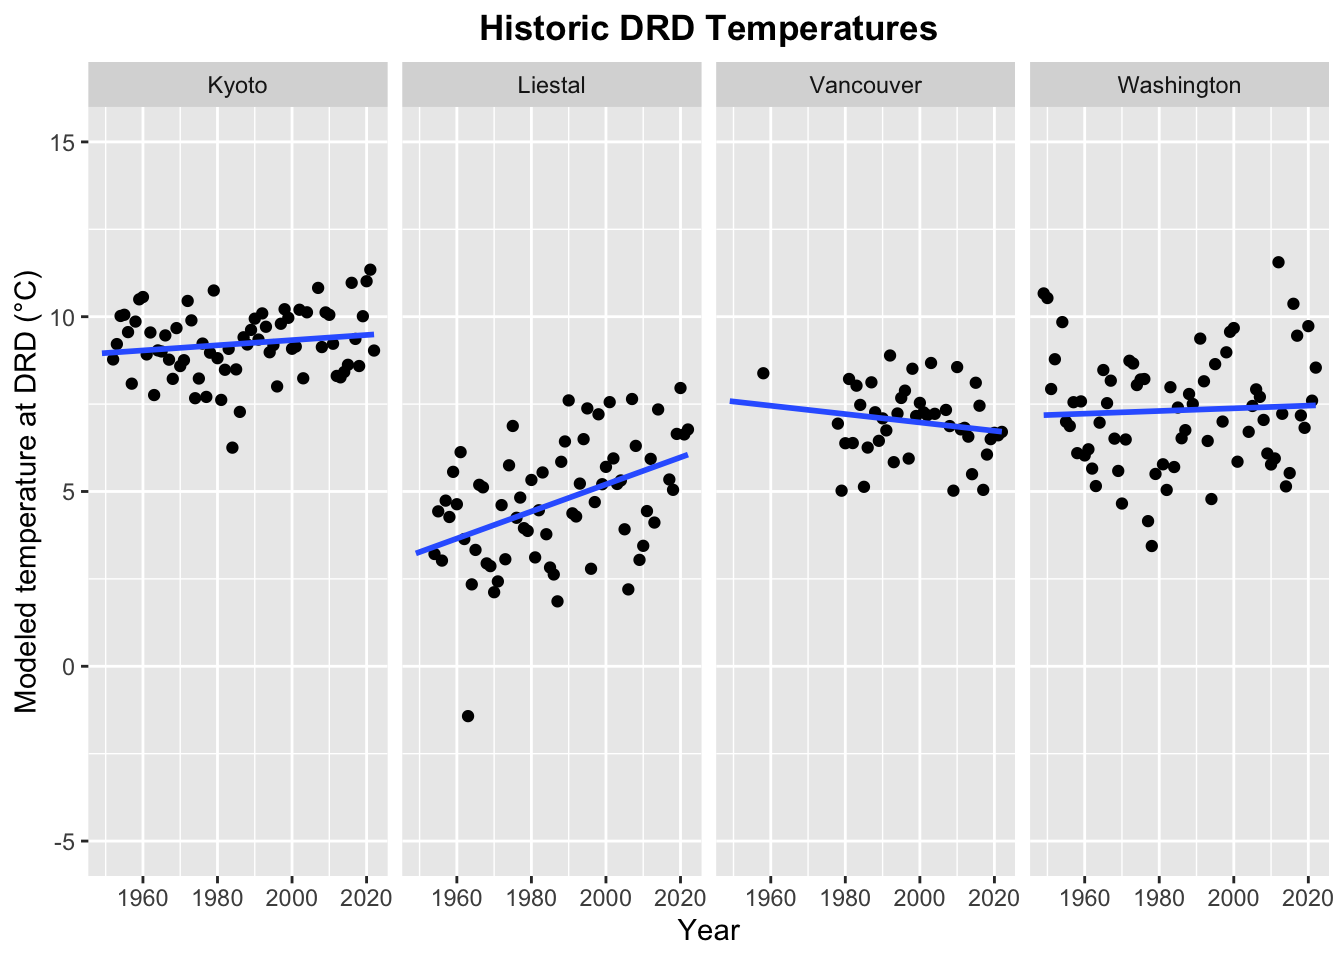 Historic DRD Temperatures
Kyoto Liestal Vancouver Washington
Modeled temperature at DRD (°C)
15
10
5
0
-5
1960 1980 2000 2020 1960 1980 2000 2020 1960 1980 2000 2020 1960 1980 2000 2020
Year